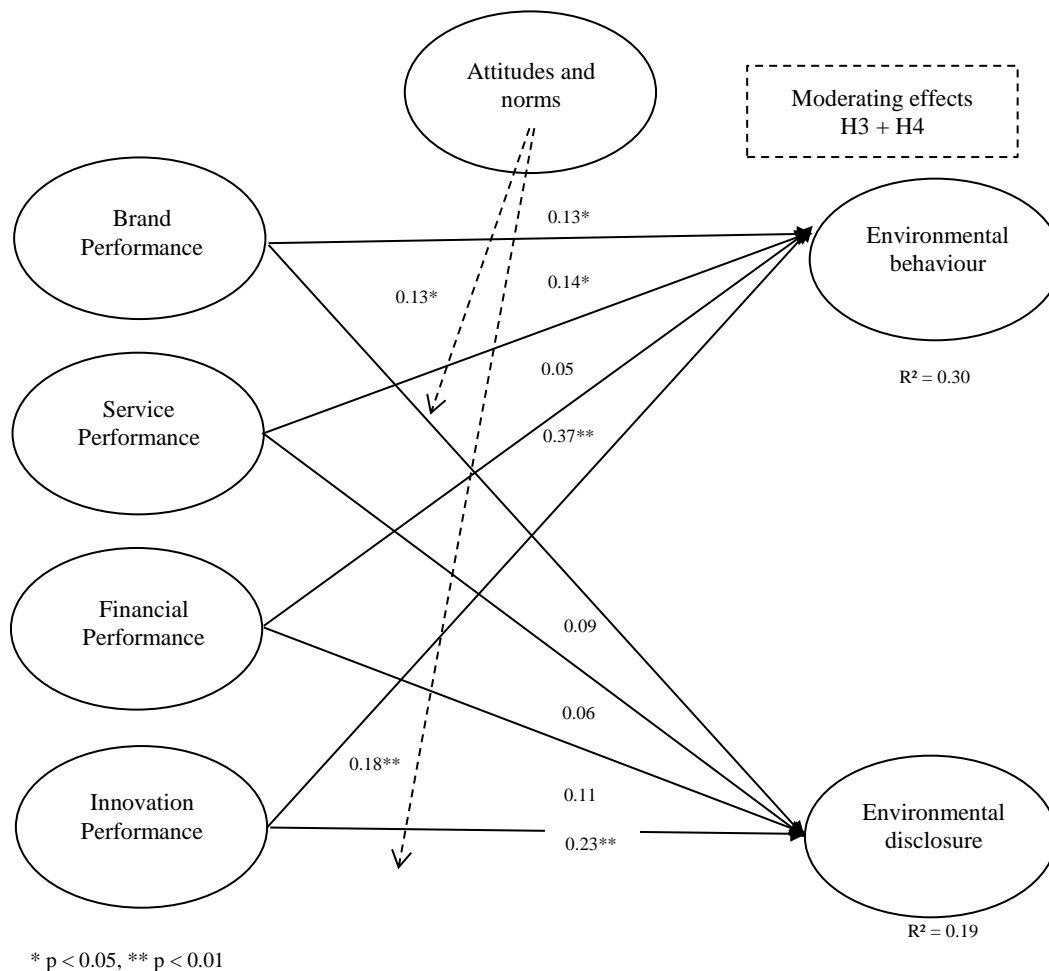 Attitudes and
norms
Moderating effects
H3 + H4
Brand
Performance
0.13*
Environmental
behaviour
0.13*
0.14*
0.05
R² = 0.30
Service
Performance
0.37**
Financial
Performance
0.09
0.06
0.18**
Innovation
Performance
0.11
0.23**
Environmental
disclosure
R² = 0.19
* p < 0.05, ** p < 0.01